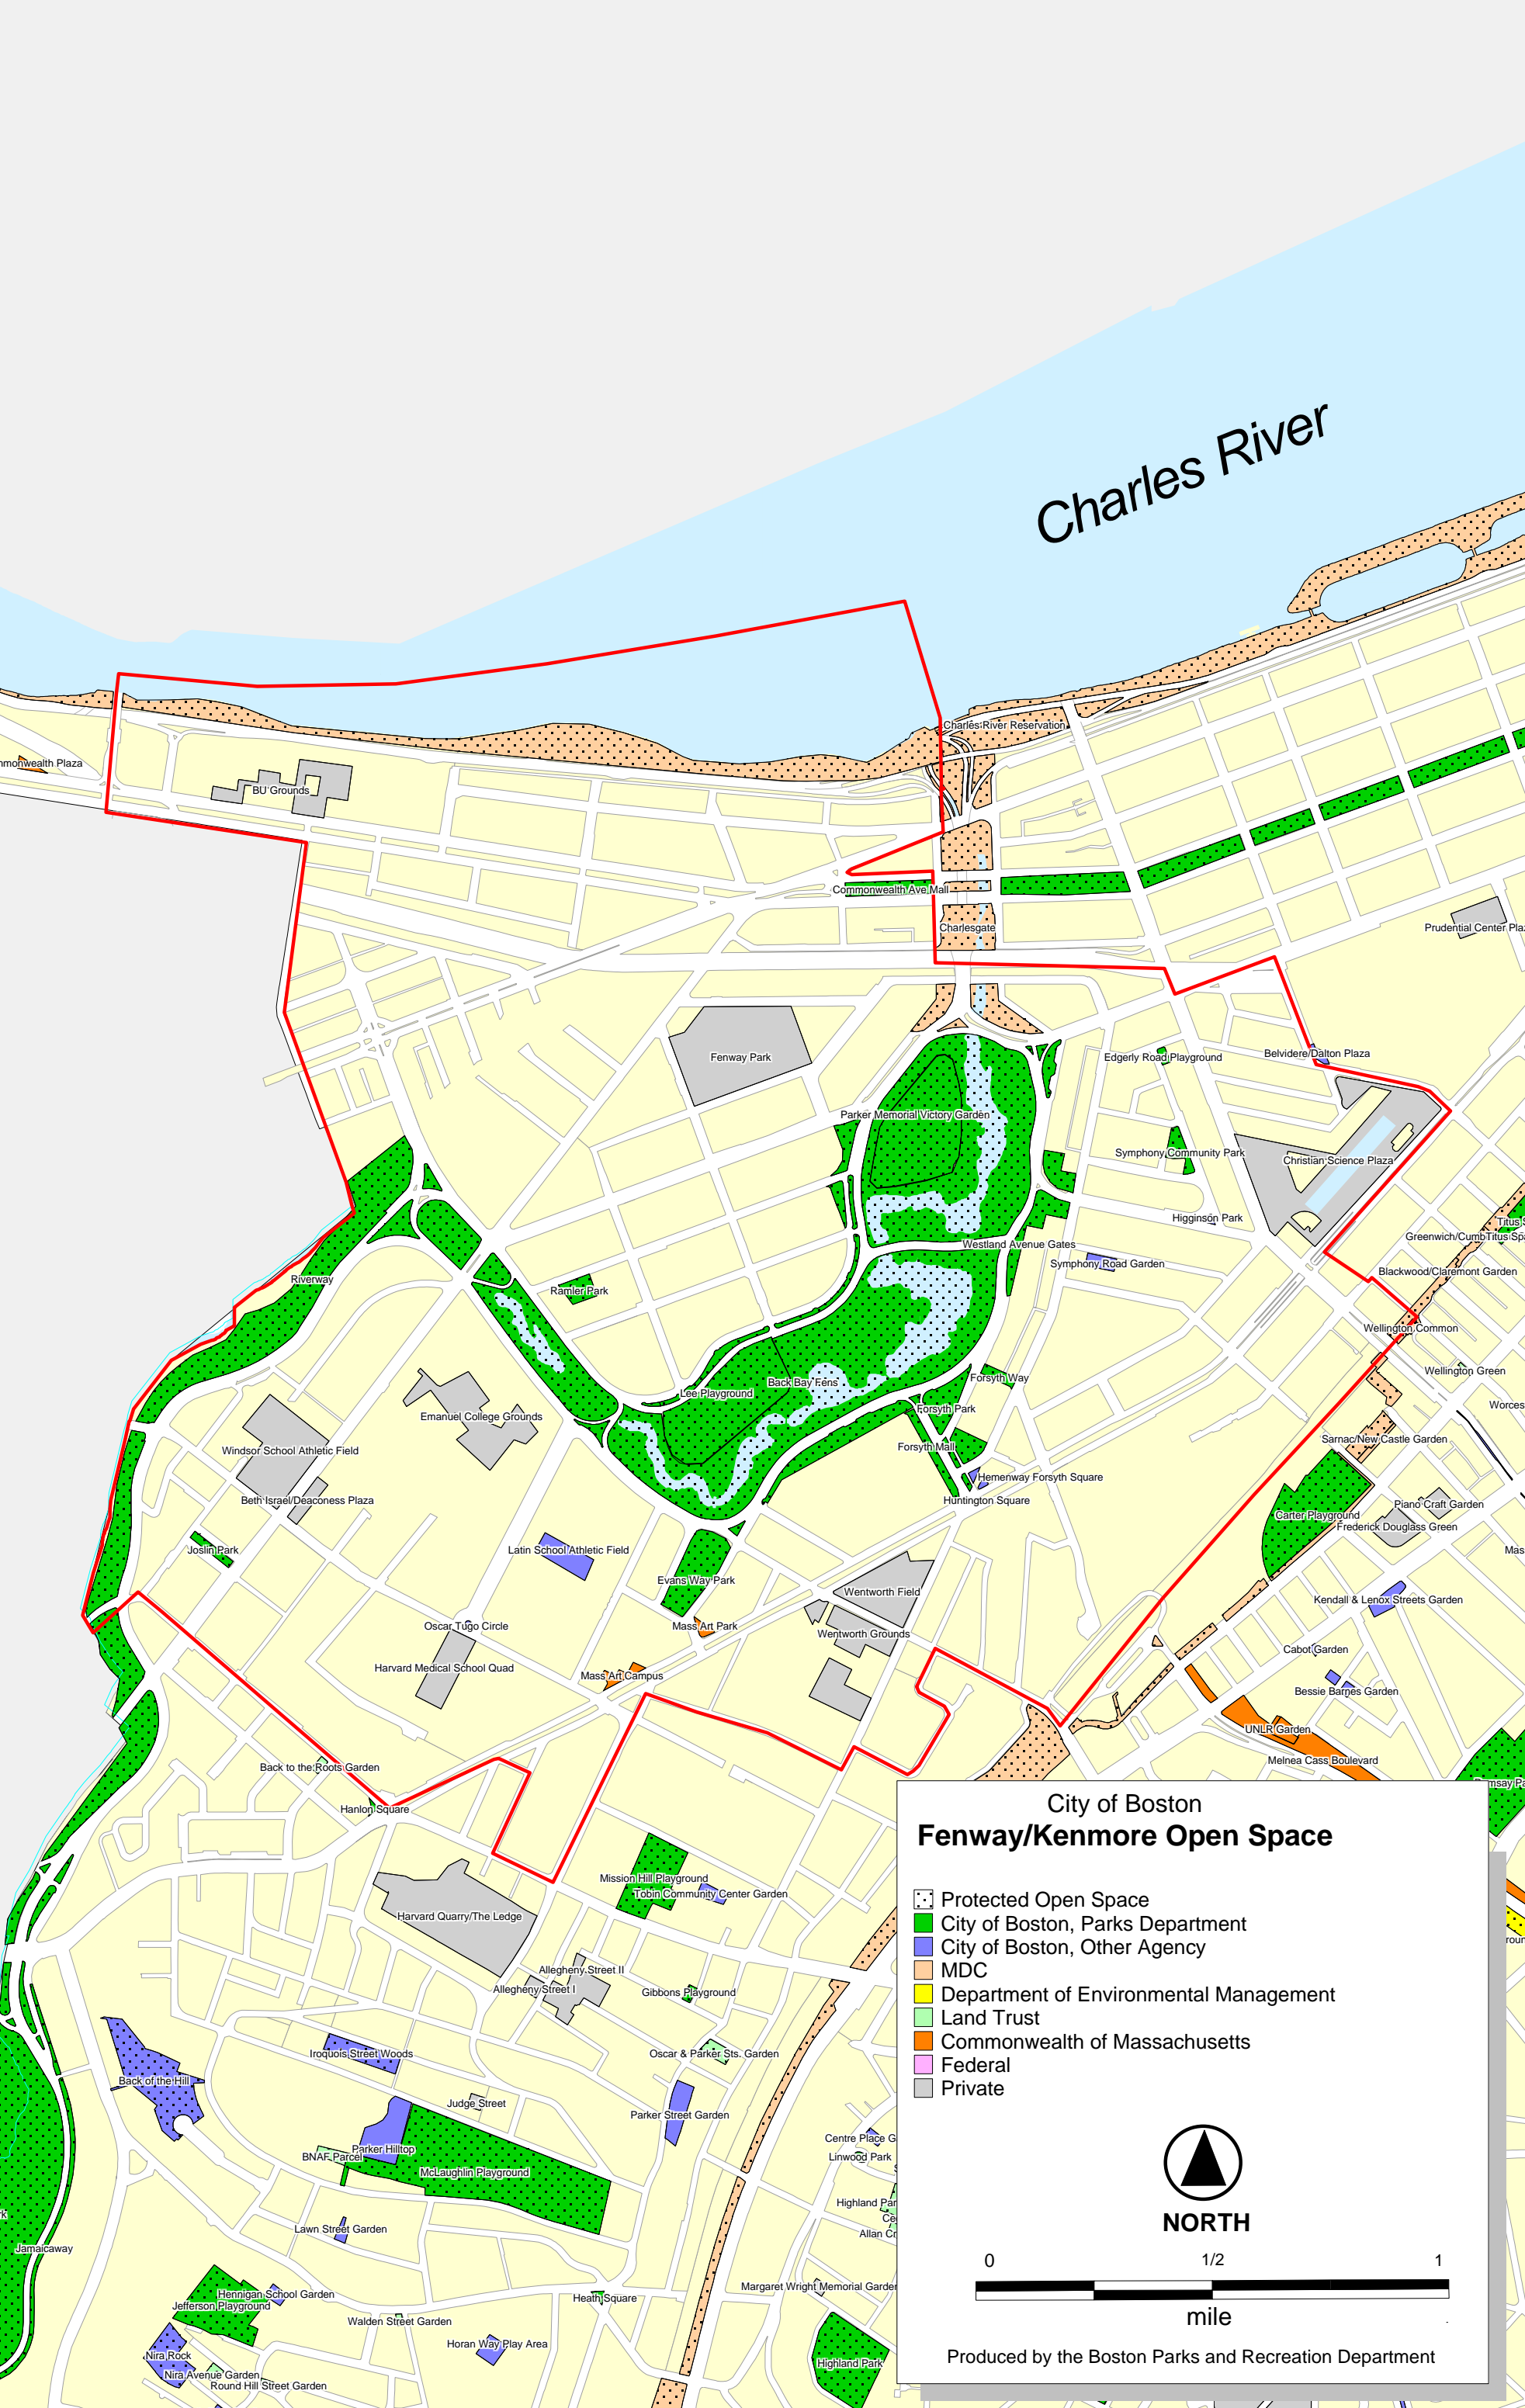 Charles River
Charles River Reservation
BU Grounds
Commonwealth Ave Mall
Charlesgate
Fenway Park
Edgerly Road Playground
Belvidere/Dalton Plaza
Parker Memorial Victory Garden
Symphony Community Park
Christian Science Plaza
Higginson Park
Titus
Westland Avenue Gates
Symphony Road Garden
Blackwood/Claremont Garden
Riverway
Ramler Park
Wellington Common
Wellington Green
Forsyth Way
Back Bay Fens
Lee Playground
Forsyth Park
Emanuel College Grounds
Sarnac/New Castle Garden
Forsyth Mall
Windsor School Athletic Field
Hemenway Forsyth Square
Beth Israel/Deaconess Plaza
Huntington Square
Piano Craft Garden
Carter Playground
Frederick Douglass Green
Joslin Park
Latin School Athletic Field
Evans Way Park
Wentworth Field
Kendall & Lenox Streets Garden
Oscar Tugo Circle
Mass Art Park
Wentworth Grounds
Cabot Garden
Harvard Medical School Quad
Mass Art Campus
Bessie Barnes Garden
UNLR Garden
Melnea Cass Boulevard
Back to the Roots Garden
Hanlon Square
Mission Hill Playground
Tobin Community Center Garden
Harvard Quarry/The Ledge
Allegheny Street II
Allegheny Street I
Gibbons Playground
Iroquois Street Woods
Oscar & Parker Sts. Garden
Back of the Hill
Judge Street
Parker Street Garden
Centre Place G
Parker Hilltop
BNAF Parcel
Linwood Park
McLaughlin Playground
Highland Par
Ce
Lawn Street Garden
Allan Cr
Jamaicaway
Margaret Wright Memorial Garden
Hennigan School Garden
Jefferson Playground
Heath Square
Walden Street Garden
Horan Way Play Area
Nira Rock
Highland Park
Nira Avenue Garden
Round Hill Street Garden
City of Boston
Fenway/Kenmore Open Space
Protected Open Space
City of Boston, Parks Department
City of Boston, Other Agency
MDC
Department of Environmental Management
Land Trust
Commonwealth of Massachusetts
Federal
Private
NORTH
0 1/2 1
mile
Produced by the Boston Parks and Recreation Department